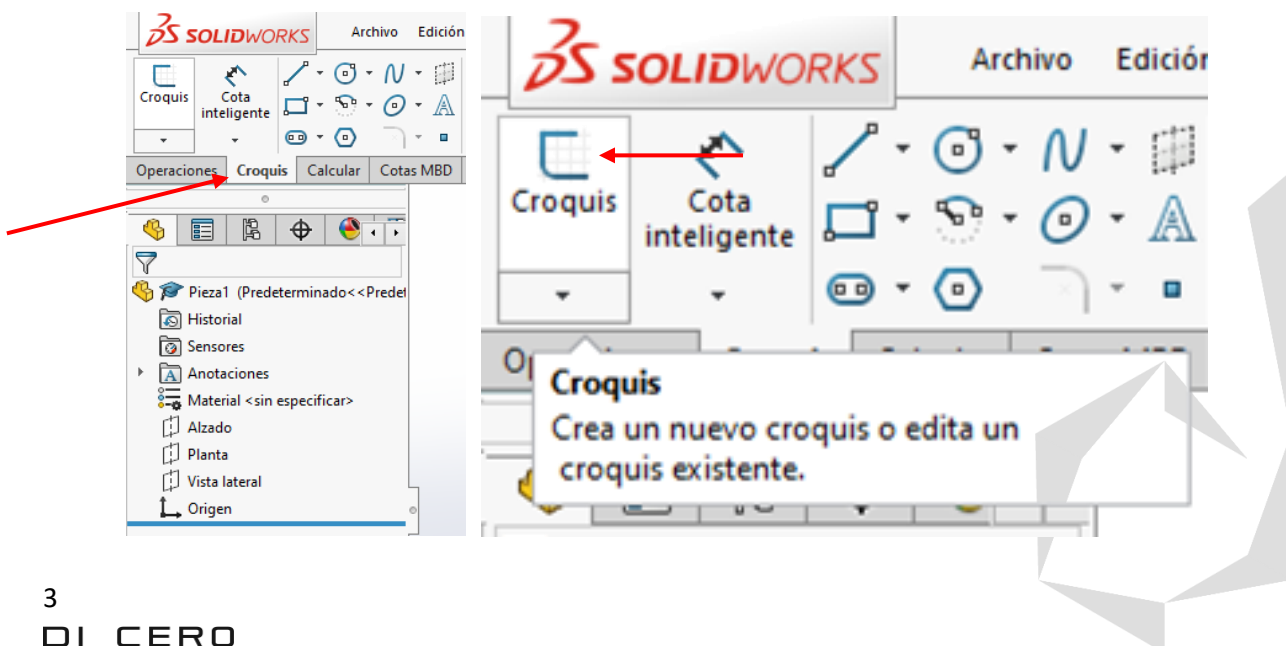 SOLIDWORKS Archivo Edición
Croquis
Cota
inteligente
Operaciones Croquis Calcular Cotas MBD
Pieza1 (Predeterminado<<Predet
Historial
Sensores
Anotaciones
Material <sin especificar>
Alzado
Planta
Vista lateral
Origen
SOLIDWORKS Archivo Edición
Croquis
Cota
inteligente
Croquis
Crea un nuevo croquis o edita un
croquis existente.
3
DI CERO